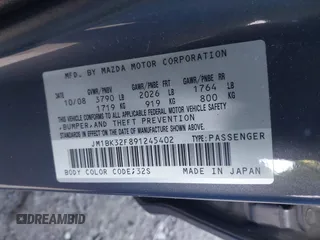 MFD. BY MAZDA MOTOR CORPORATION
GVWR/PNBV GAWR/PNBE FRT GAWR/PNBE RR
10/08 3790 LB 2026 LB 1764 LB
1719 KG 919 KG 800 KG
THIS VEHICLE CONFORMS TO ALL APPLICABLE
FEDERAL MOTOR VEHICLE SAFETY,
BUMPER, AND THEFT PREVENTION
STANDARDS IN EFFECT ON THE DATE OF
MANUFACTURE SHOWN ABOVE.
JM1BK32F891245402 TYPE:PASSENGER
BODY COLOR CODE:32S MADE IN JAPAN
DREAMBID
dreambid.com